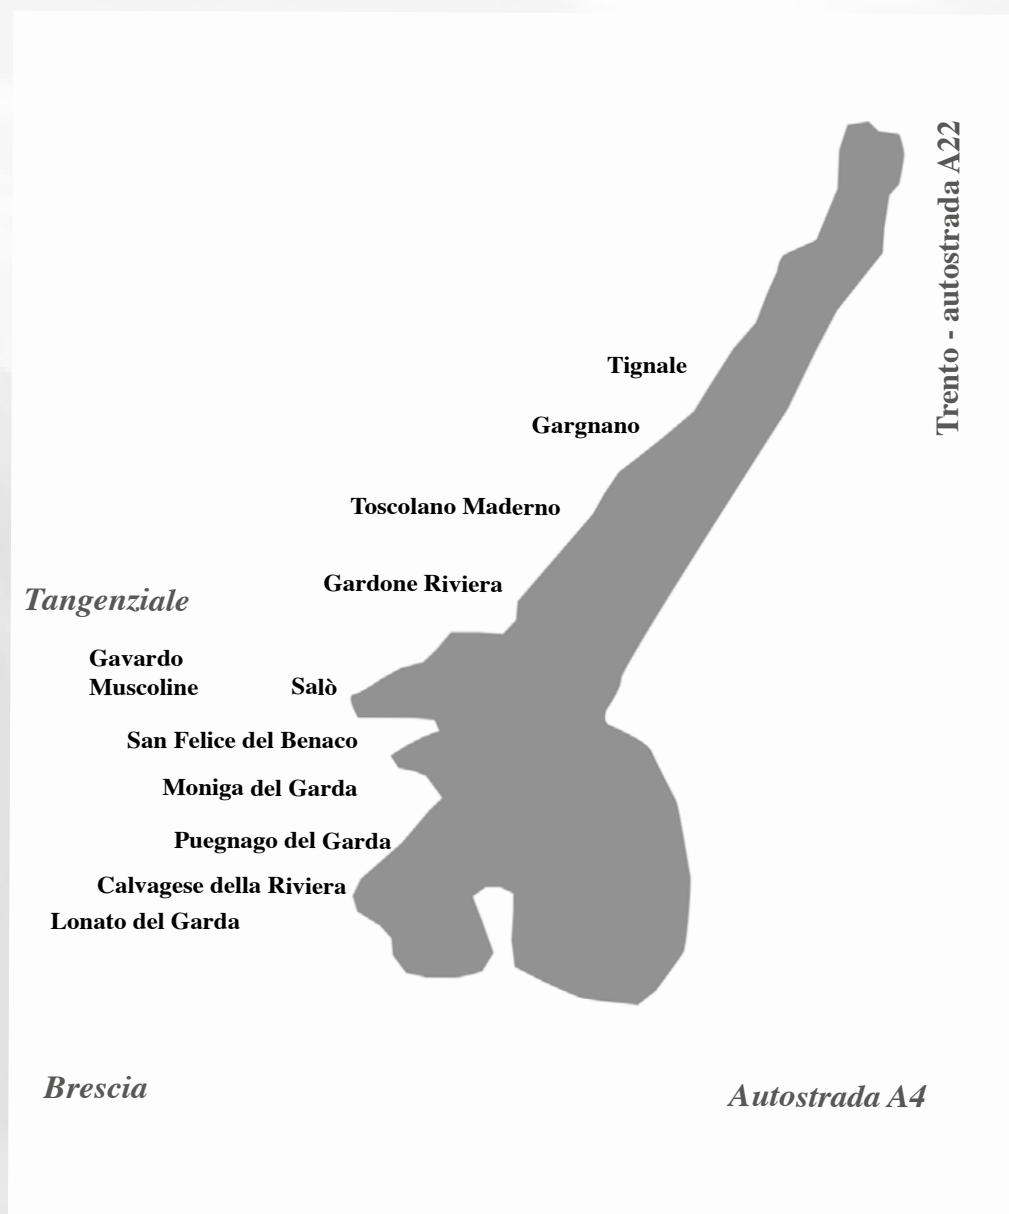 Trento - autostrada A22
Tignale
Gargnano
Toscolano Maderno
Gardone Riviera
Tangenziale
Gavardo
Muscoline
Salò
San Felice del Benaco
Moniga del Garda
Puegnago del Garda
Calvagese della Riviera
Lonato del Garda
Brescia
Autostrada A4